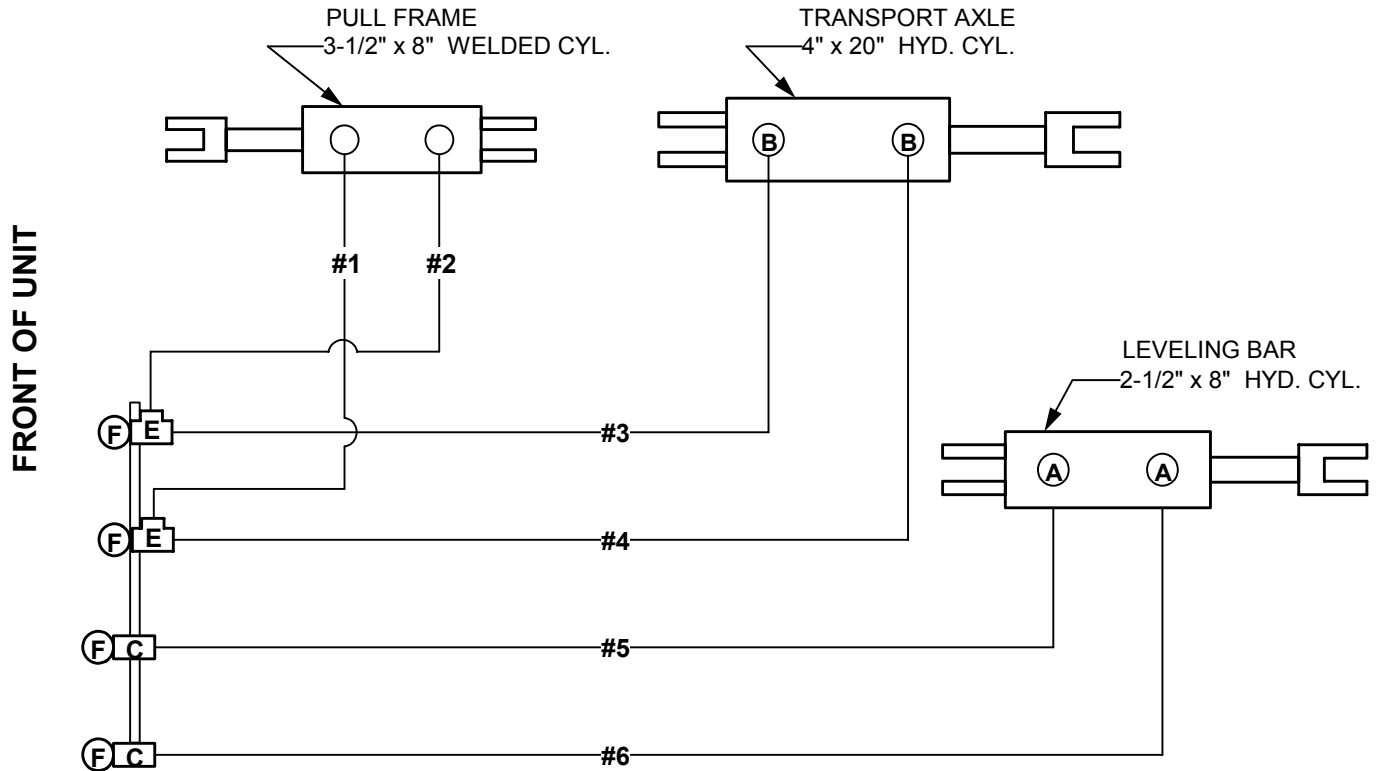 PULL FRAME
3-1/2" x 8" WELDED CYL.
TRANSPORT AXLE
4" x 20" HYD. CYL.
B
B
FRONT OF UNIT
#1
#2
LEVELING BAR
2-1/2" x 8" HYD. CYL.
F
E
#3
A
A
F
E
#4
F
C
#5
F
C
#6